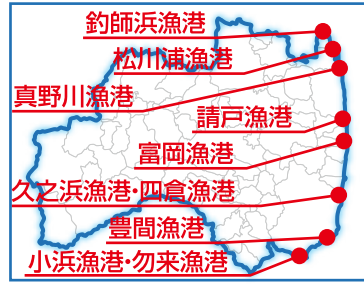 釣師浜漁港
松川浦漁港
真野川漁港
請戸漁港
富岡漁港
久之浜漁港・四倉漁港
豊間漁港
小浜漁港・勿来漁港